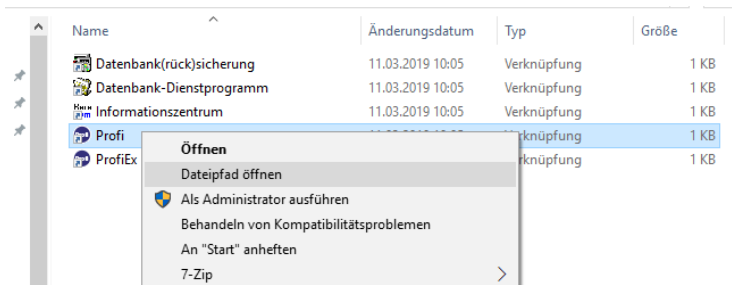 Name Änderungsdatum Typ Größe
Datenbank(rück)sicherung 11.03.2019 10:05 Verknüpfung 1 KB
Datenbank-Dienstprogramm 11.03.2019 10:05 Verknüpfung 1 KB
Informationszentrum 11.03.2019 10:05 Verknüpfung 1 KB
Profi 1 KB
ProfiEx rknüpfung 1 KB
Öffnen
Dateipfad öffnen
Als Administrator ausführen
Behandeln von Kompatibilitätsproblemen
An "Start" anheften
7-Zip